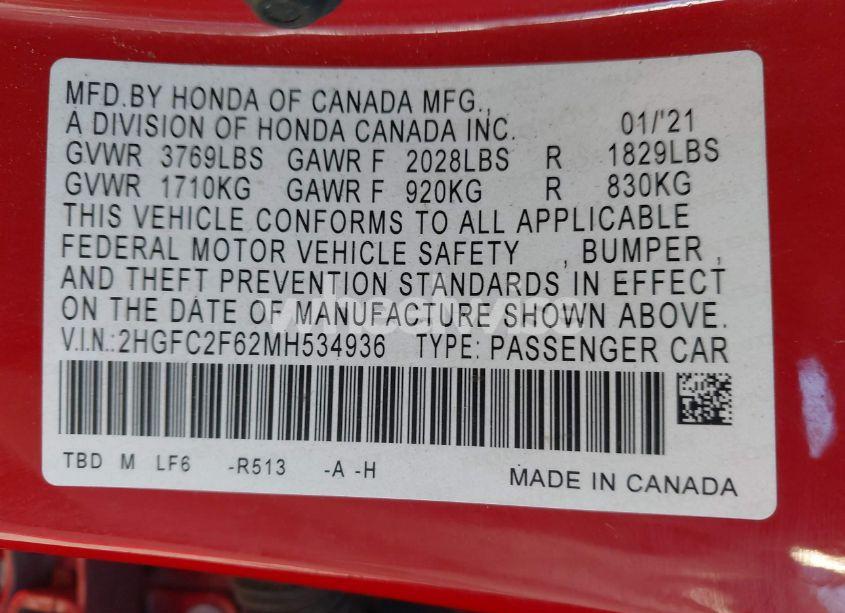 MFD.BY HONDA OF CANADA MFG.,
A DIVISION OF HONDA CANADA INC. 01/'21
GVWR 3769LBS GAWR F 2028LBS R 1829LBS
GVWR 1710KG GAWR F 920KG R 830KG
THIS VEHICLE CONFORMS TO ALL APPLICABLE
FEDERAL MOTOR VEHICLE SAFETY , BUMPER ,
AND THEFT PREVENTION STANDARDS IN EFFECT
ON THE DATE OF MANUFACTURE SHOWN ABOVE.
V.I.N.:2HGFC2F62MH534936 TYPE: PASSENGER CAR
TBD M LF6 -R513 -A -H MADE IN CANADA